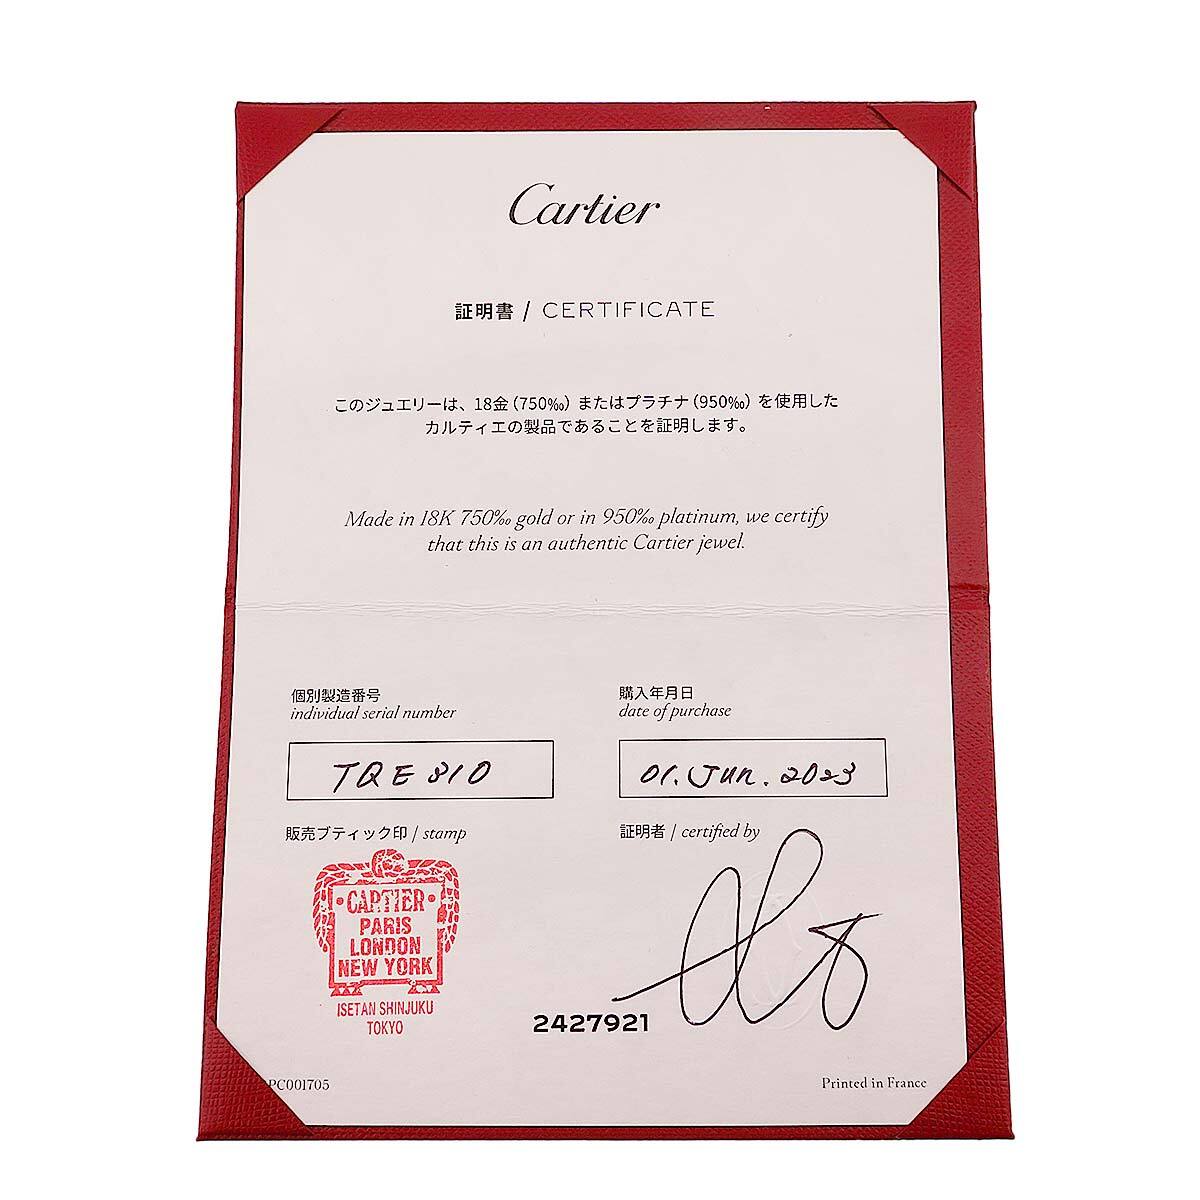 Cartier
証明書 / CERTIFICATE
このジュエリーは、18金（750‰）またはプラチナ（950‰）を使用した
カルティエの製品であることを証明します。
Made in 18K 750‰ gold or in 950‰ platinum, we certify
that this is an authentic Cartier jewel.
個別製造番号
individual serial number
TQE 810
購入年月日
date of purchase
01. Jun. 2023
販売ブティック印 / stamp
CARTIER
PARIS
LONDON
NEW YORK
ISETAN SHINJUKU
TOKYO
証明者 / certified by
2427921
PC001705
Printed in France